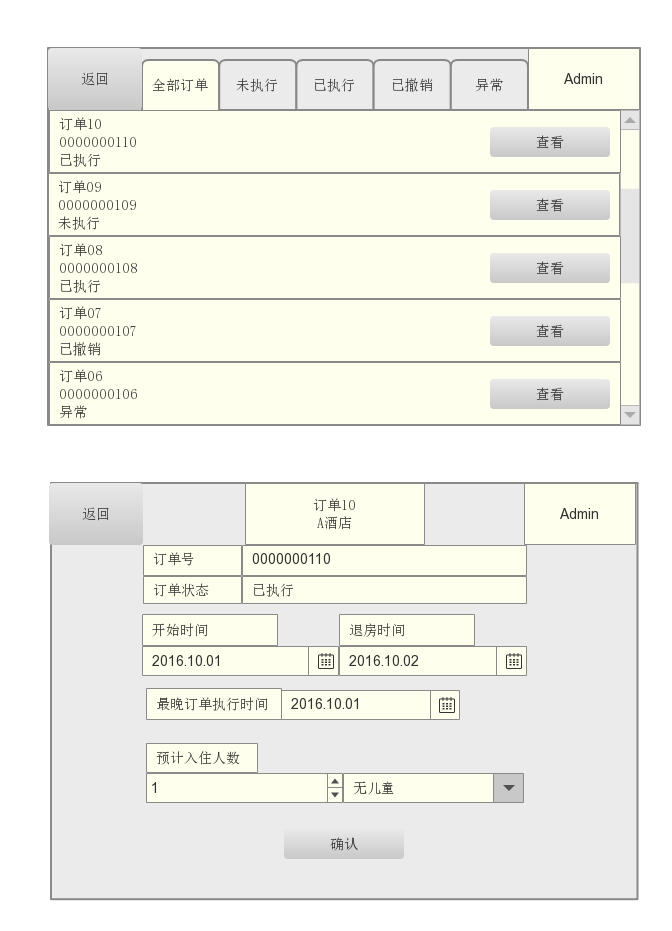 返回
全部订单
未执行
已执行
已撤销
异常
Admin
订单10
0000000110
已执行
查看
订单09
0000000109
未执行
查看
订单08
0000000108
已执行
查看
订单07
0000000107
已撤销
查看
订单06
0000000106
异常
查看
返回
订单10
A酒店
Admin
订单号
0000000110
订单状态
已执行
开始时间
退房时间
2016.10.01
2016.10.02
最晚订单执行时间
2016.10.01
预计入住人数
1
无儿童
确认